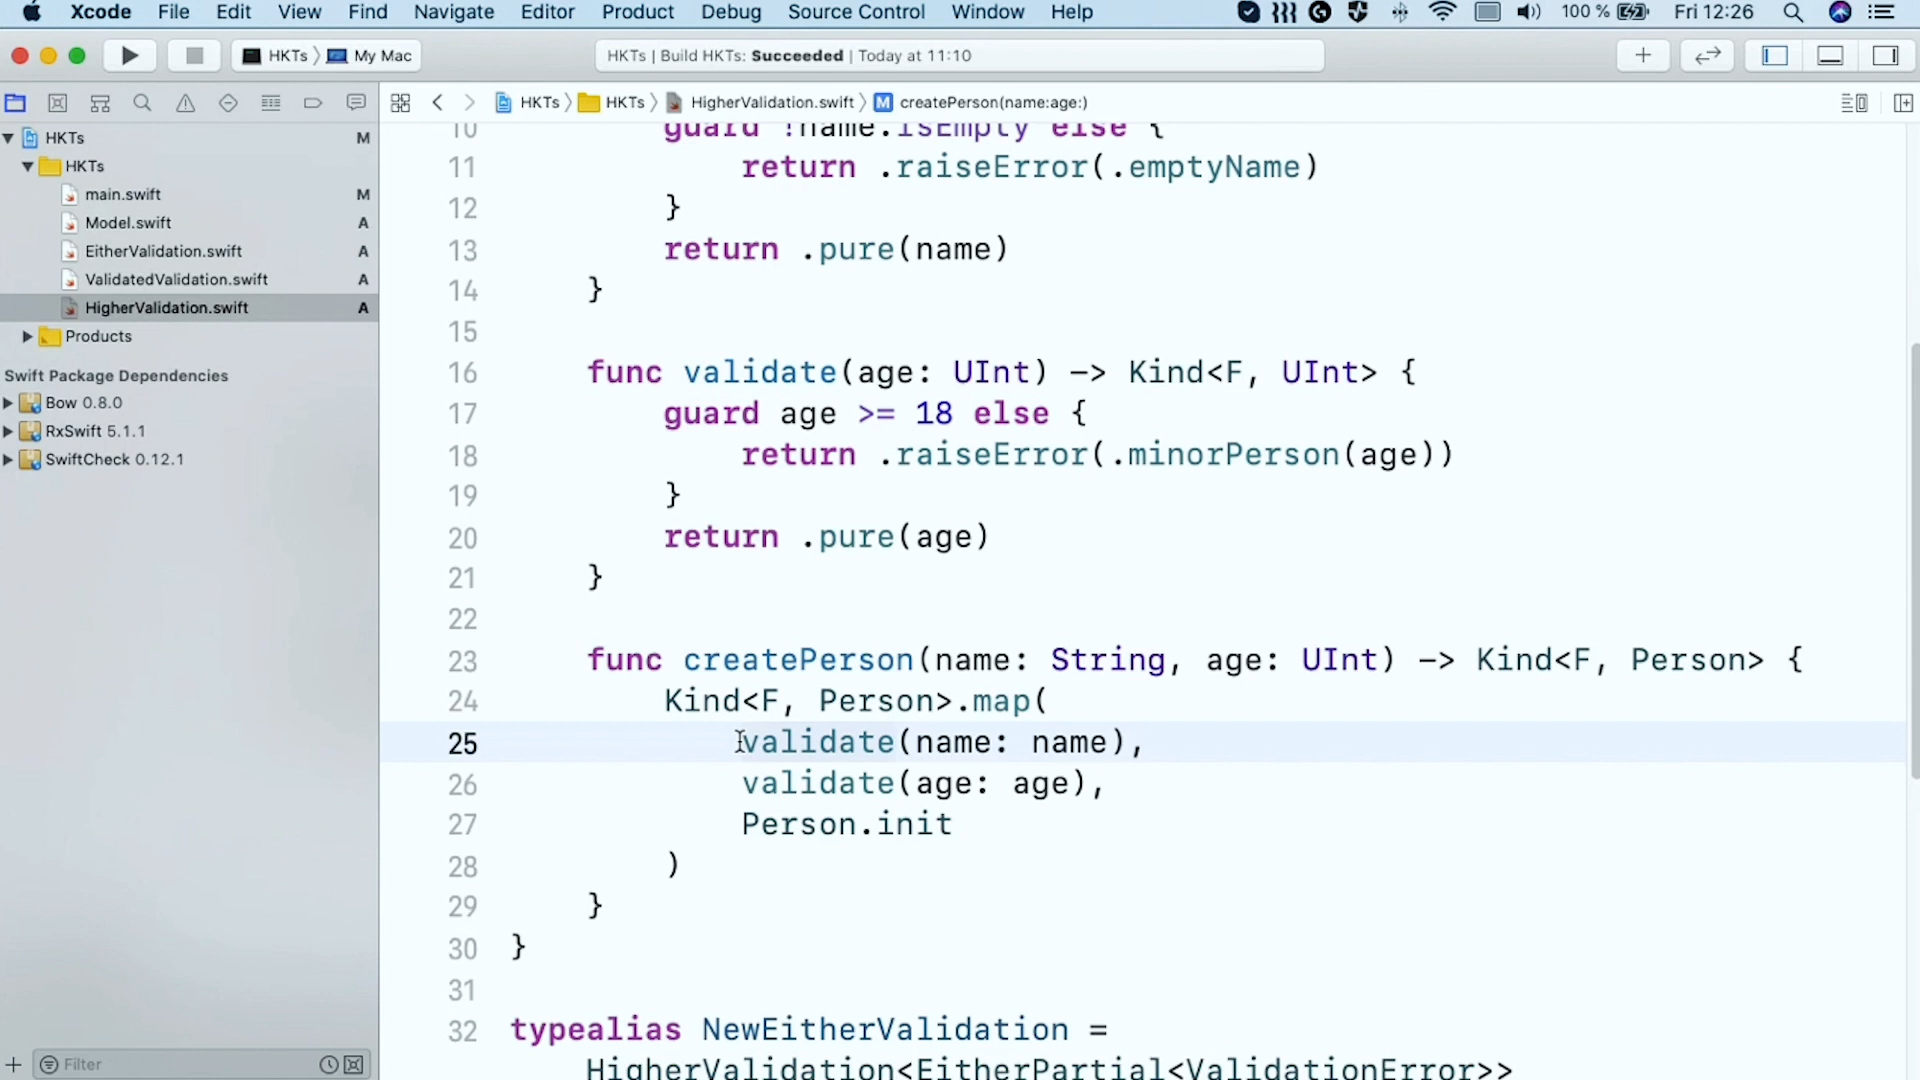 Xcode File Edit View Find Navigate Editor Product Debug Source Control Window Help 100 % Fri 12:26
HKTs My Mac HKTs | Build HKTs: Succeeded | Today at 11:10
HKTs HKTs HigherValidation.swift M createPerson(name:age:)
HKTs M
HKTs
main.swift M
Model.swift A
EitherValidation.swift A
ValidatedValidation.swift A
HigherValidation.swift A
Products
Swift Package Dependencies
Bow 0.8.0
RxSwift 5.1.1
SwiftCheck 0.12.1
Filter
10 guard !name.isEmpty else {
11 return .raiseError(.emptyName)
12 }
13 return .pure(name)
14 }
15
16 func validate(age: UInt) -> Kind<F, UInt> {
17 guard age >= 18 else {
18 return .raiseError(.minorPerson(age))
19 }
20 return .pure(age)
21 }
22
23 func createPerson(name: String, age: UInt) -> Kind<F, Person> {
24 Kind<F, Person>.map(
25 validate(name: name),
26 validate(age: age),
27 Person.init
28 )
29 }
30 }
31
32 typealias NewEitherValidation =
HigherValidation<EitherPartial<ValidationError>>